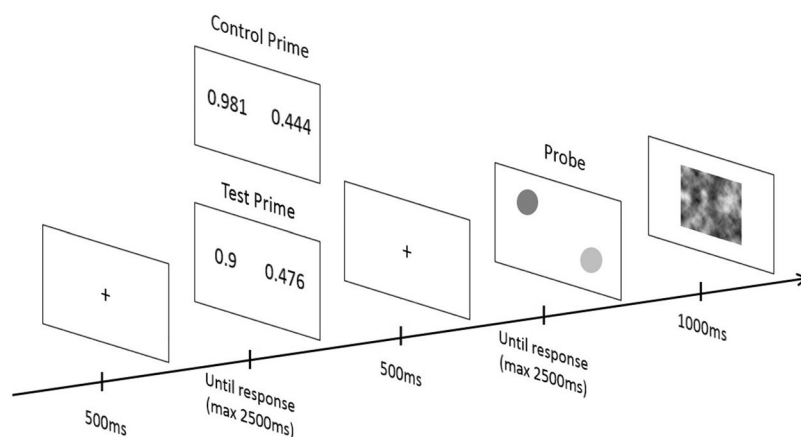 Control Prime
0.981 0.444
Test Prime
0.9 0.476
+
+
Probe
500ms
Until response
(max 2500ms)
500ms
Until response
(max 2500ms)
1000ms